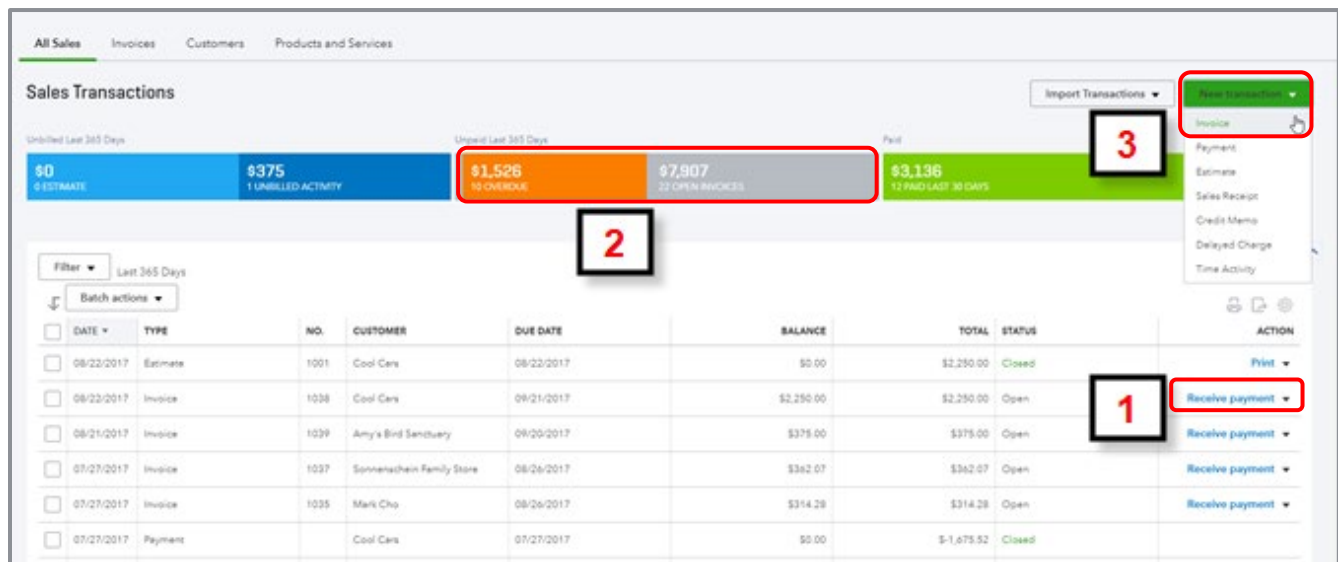 All Sales Invoices Customers Products and Services
Sales Transactions Import Transactions New transaction
Invoice
Payment
Estimate
Sales Receipt
Credit Memo
Delayed Charge
Time Activity
3
Unbilled Last 365 Days Unpaid Last 365 Days Paid
$0 $375 $1,526 $7,907 $3,136
0 ESTIMATE 1 UNBILLED ACTIVITY 10 OVERDUE 22 OPEN INVOICES 12 PAID LAST 30 DAYS
2
Filter Last 365 Days
Batch actions
DATE TYPE NO. CUSTOMER DUE DATE BALANCE TOTAL STATUS ACTION
08/22/2017 Estimate 1001 Cool Cars 08/22/2017 $0.00 $2,250.00 Closed Print
08/22/2017 Invoice 1038 Cool Cars 09/21/2017 $2,250.00 $2,250.00 Open Receive payment
1
08/21/2017 Invoice 1039 Amy's Bird Sanctuary 09/20/2017 $375.00 $375.00 Open Receive payment
07/27/2017 Invoice 1037 Sonnenschein Family Store 08/26/2017 $362.07 $362.07 Open Receive payment
07/27/2017 Invoice 1035 Mark Cho 08/26/2017 $314.28 $314.28 Open Receive payment
07/27/2017 Payment Cool Cars 07/27/2017 $0.00 $-1,675.52 Closed